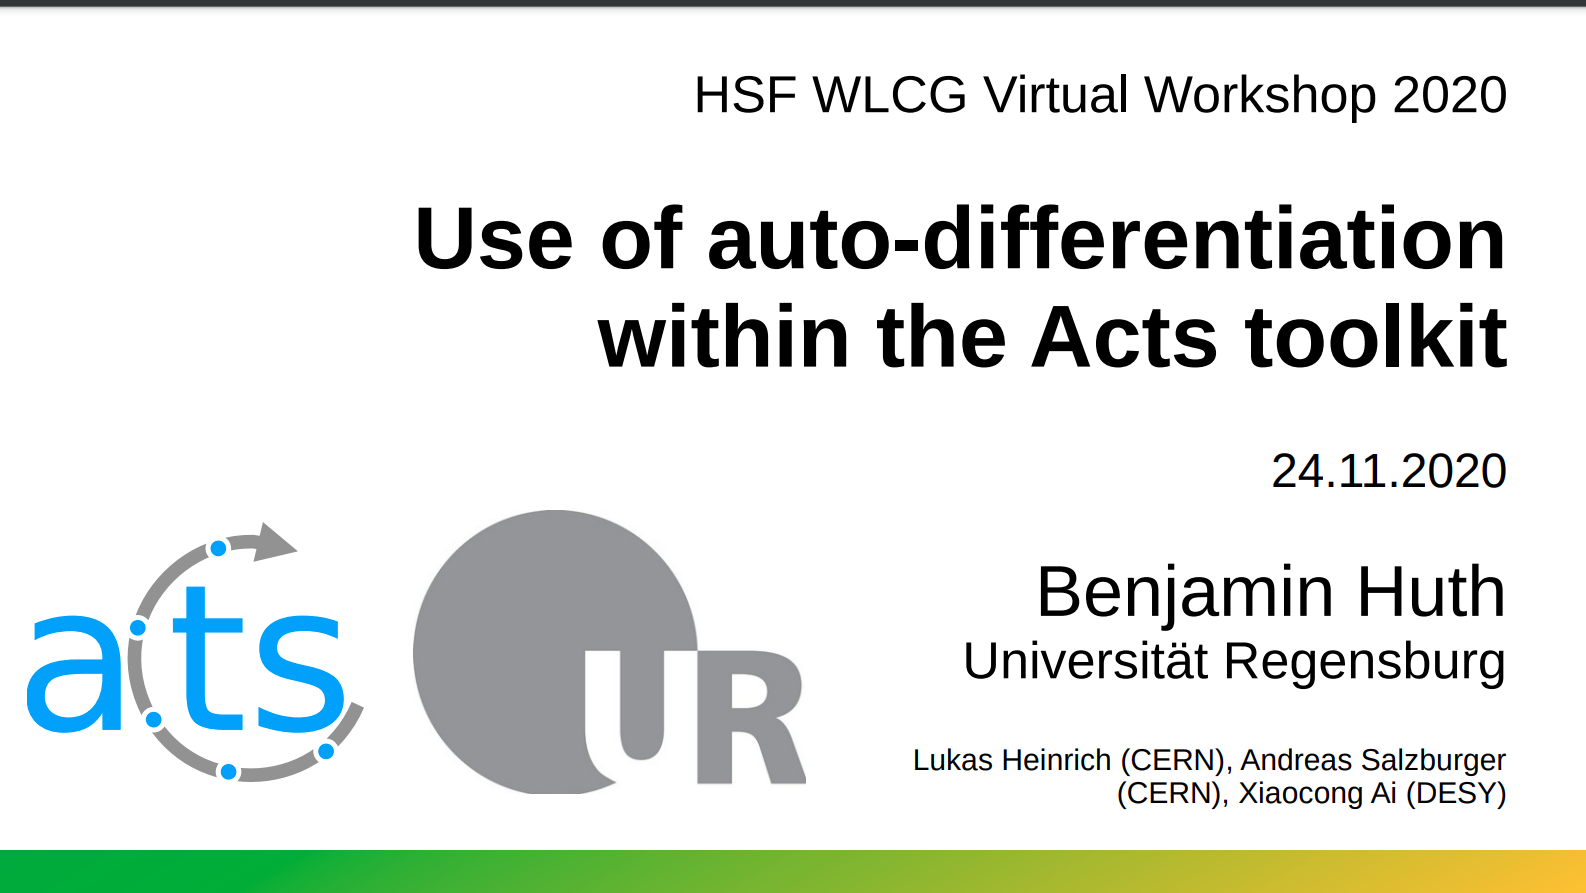 HSF WLCG Virtual Workshop 2020
Use of auto-differentiation
within the Acts toolkit
24.11.2020
Benjamin Huth
Universität Regensburg
Lukas Heinrich (CERN), Andreas Salzburger
(CERN), Xiaocong Ai (DESY)
acts
UR